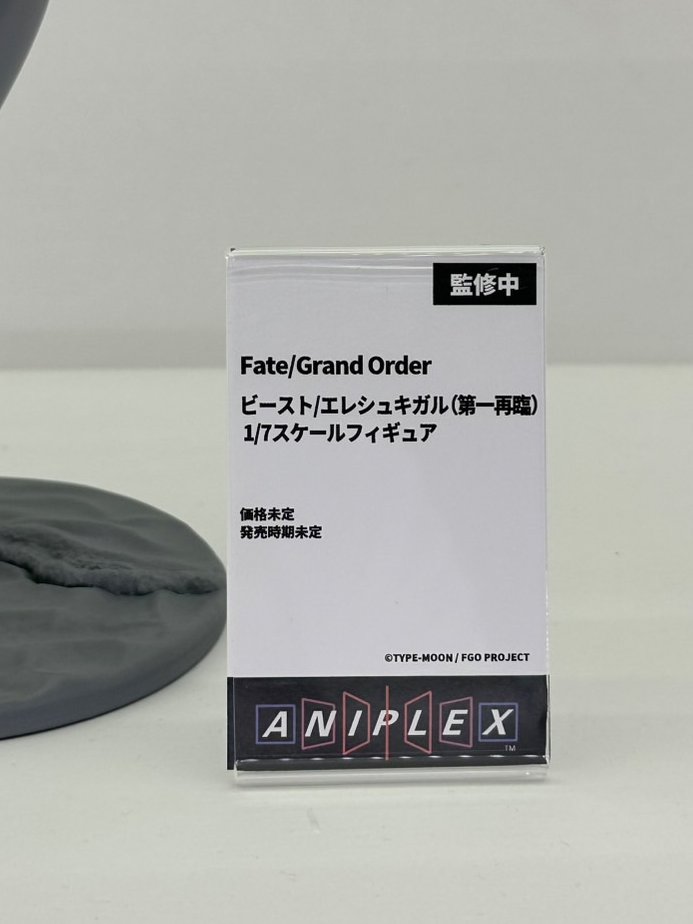 監修中
Fate/Grand Order
ビースト/エレシュキガル（第一再臨）
1/7スケールフィギュア
価格未定
発売時期未定
©TYPE-MOON / FGO PROJECT
ANIPLEX
TM